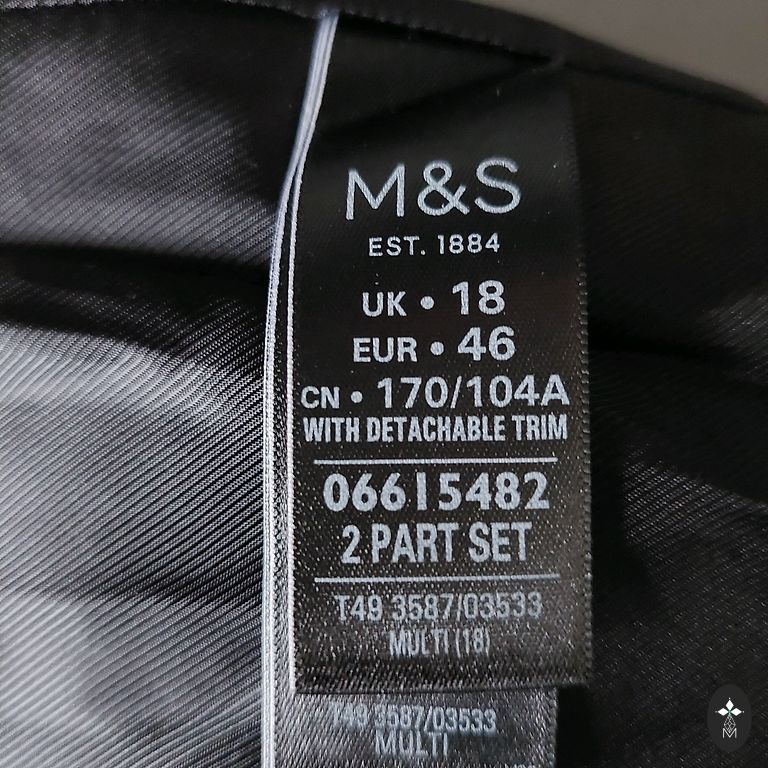 M&S
EST. 1884
UK • 18
EUR • 46
CN • 170/104A
WITH DETACHABLE TRIM
06615482
2 PART SET
T49 3587/03533
MULTI (18)
T49 3587/03533
MULTI
M